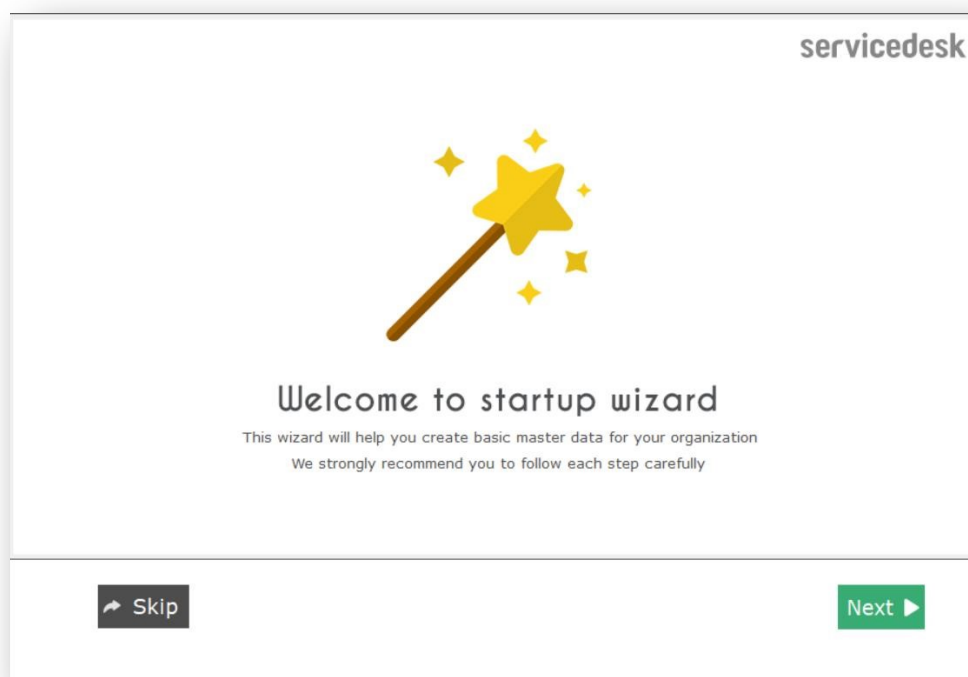 servicedesk
Welcome to startup wizard
This wizard will help you create basic master data for your organization
We strongly recommend you to follow each step carefully
Skip
Next